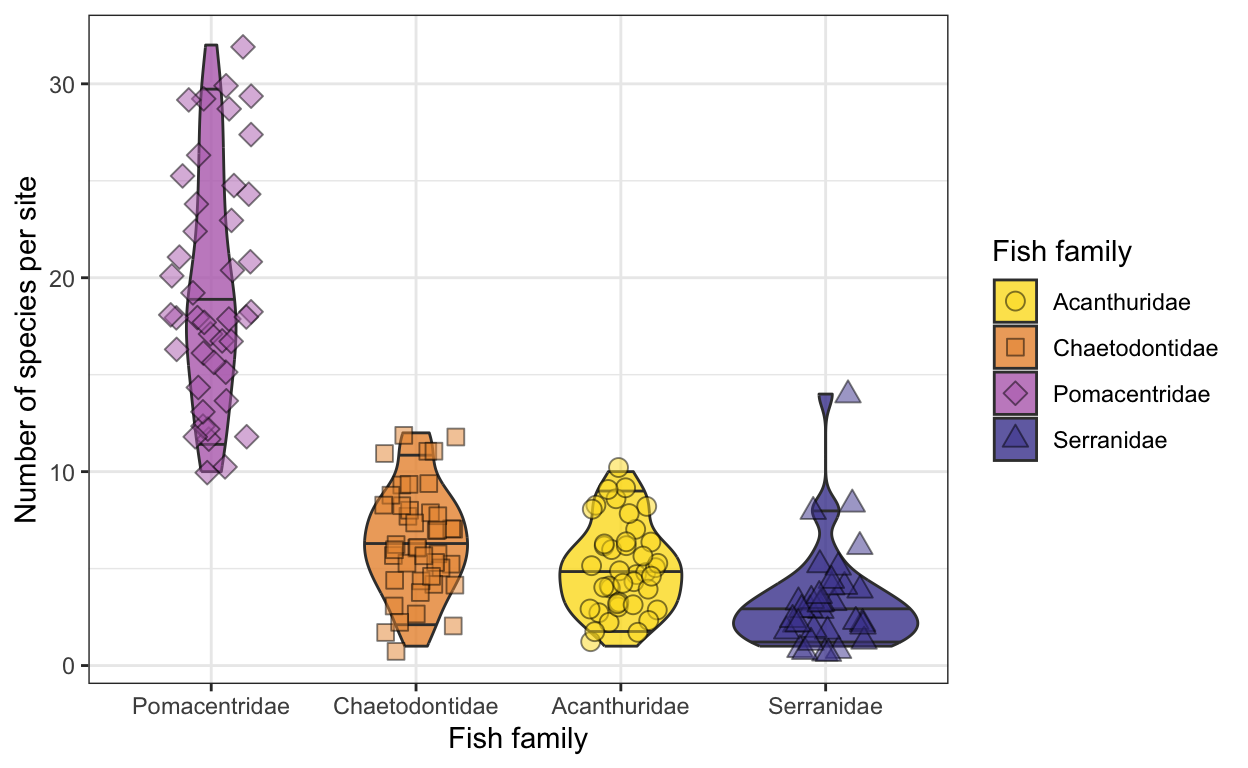 Number of species per site
30
20
10
0
Pomacentridae
Chaetodontidae
Acanthuridae
Serranidae
Fish family
Fish family
Acanthuridae
Chaetodontidae
Pomacentridae
Serranidae